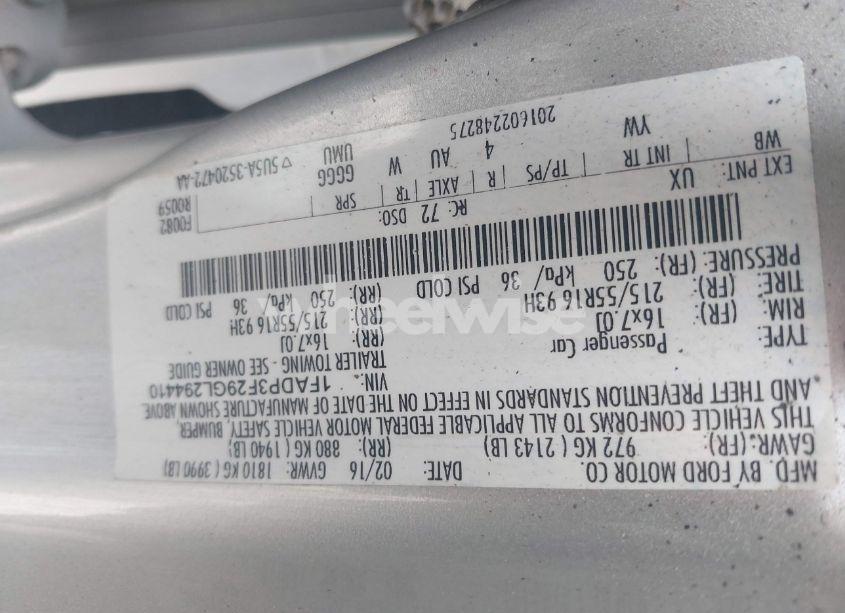 MFD. BY FORD MOTOR CO.
DATE: 02/16 GVWR: 1810 KG ( 3990 LB)
GAWR: (FR): 972 KG ( 2143 LB) (RR): 880 KG ( 1940 LB)
THIS VEHICLE CONFORMS TO ALL APPLICABLE FEDERAL MOTOR VEHICLE SAFETY, BUMPER,
AND THEFT PREVENTION STANDARDS IN EFFECT ON THE DATE OF MANUFACTURE SHOWN ABOVE.
VIN: 1FADP3F29GL294410
TYPE: Passenger Car TRAILER TOWING - SEE OWNER GUIDE
RIM: (FR): 16x7.0J (RR): 16x7.0J
TIRE: (FR): 215/55R16 93H (RR): 215/55R16 93H
PRESSURE: (FR): 250 kPa/ 36 PSI COLD (RR): 250 kPa/ 36 PSI COLD
RC: 72 DSO:
F0082
R0059
EXT PNT: UX
WB INT TR TP/PS R AXLE TR SPR
YW 4 AU W GGGG
UMU
201602248275 5U5A-3520472-AA
wheelwise